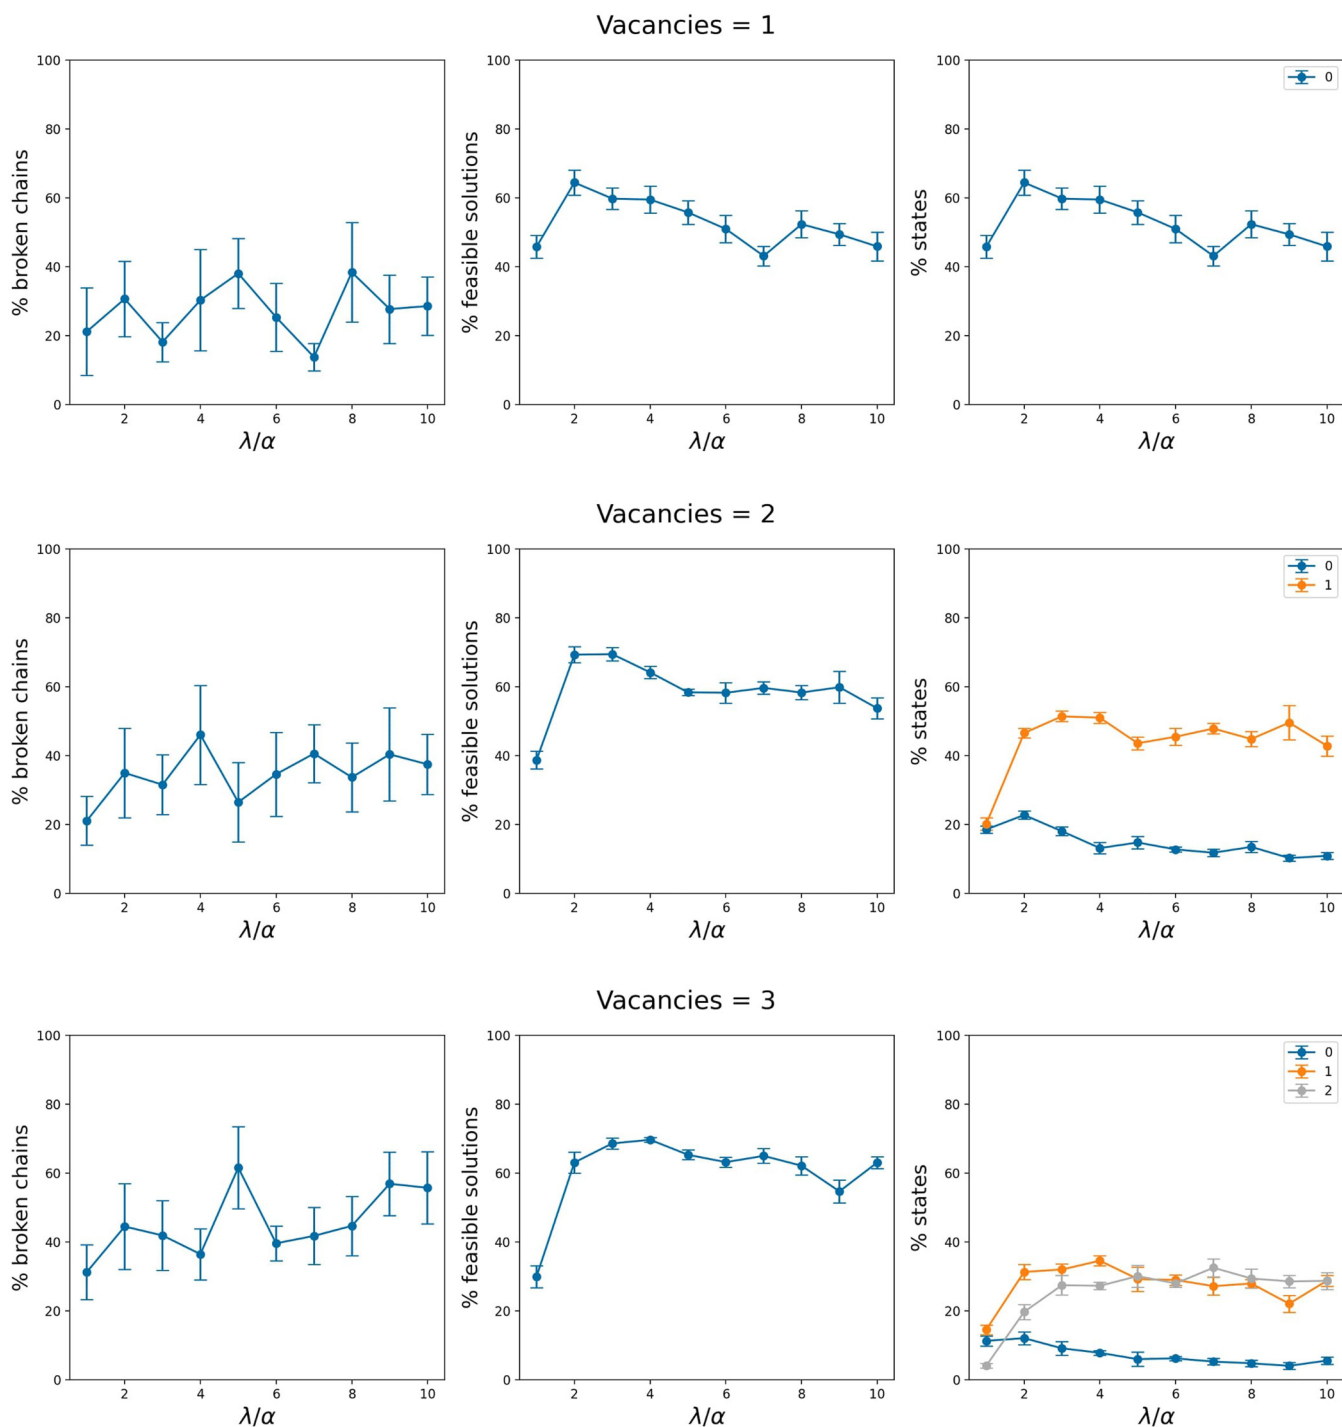 Vacancies = 1
100
80
60
40
20
0
% broken chains
2 4 6 8 10
λ/α
100
80
60
40
20
0
% feasible solutions
2 4 6 8 10
λ/α
100
80
60
40
20
0
% states
0
2 4 6 8 10
λ/α
Vacancies = 2
100
80
60
40
20
0
% broken chains
2 4 6 8 10
λ/α
100
80
60
40
20
0
% feasible solutions
2 4 6 8 10
λ/α
100
80
60
40
20
0
% states
0
1
2 4 6 8 10
λ/α
Vacancies = 3
100
80
60
40
20
0
% broken chains
2 4 6 8 10
λ/α
100
80
60
40
20
0
% feasible solutions
2 4 6 8 10
λ/α
100
80
60
40
20
0
% states
0
1
2
2 4 6 8 10
λ/α